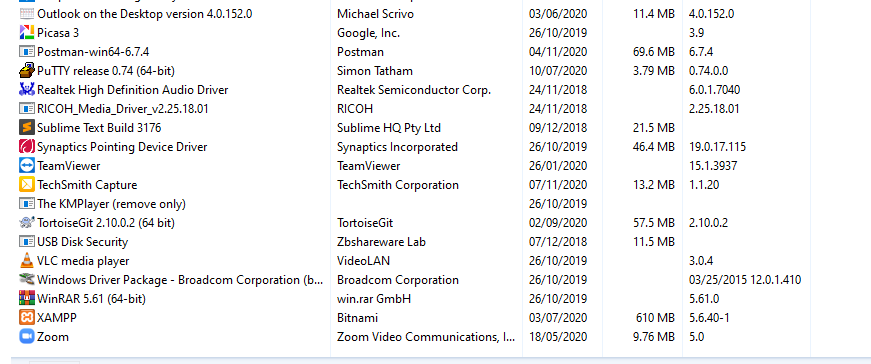 Outlook on the Desktop version 4.0.152.0 Michael Scrivo 03/06/2020 11.4 MB 4.0.152.0
Picasa 3 Google, Inc. 26/10/2019 3.9
Postman-win64-6.7.4 Postman 04/11/2020 69.6 MB 6.7.4
PuTTY release 0.74 (64-bit) Simon Tatham 10/07/2020 3.79 MB 0.74.0.0
Realtek High Definition Audio Driver Realtek Semiconductor Corp. 24/11/2018 6.0.1.7040
RICOH_Media_Driver_v2.25.18.01 RICOH 24/11/2018 2.25.18.01
Sublime Text Build 3176 Sublime HQ Pty Ltd 09/12/2018 21.5 MB
Synaptics Pointing Device Driver Synaptics Incorporated 26/10/2019 46.4 MB 19.0.17.115
TeamViewer TeamViewer 26/01/2020 15.1.3937
TechSmith Capture TechSmith Corporation 07/11/2020 13.2 MB 1.1.20
The KMPlayer (remove only) 26/10/2019
TortoiseGit 2.10.0.2 (64 bit) TortoiseGit 02/09/2020 57.5 MB 2.10.0.2
USB Disk Security Zbshareware Lab 07/12/2018 11.5 MB
VLC media player VideoLAN 26/10/2019 3.0.4
Windows Driver Package - Broadcom Corporation (b... Broadcom Corporation 26/10/2019 03/25/2015 12.0.1.410
WinRAR 5.61 (64-bit) win.rar GmbH 26/10/2019 5.61.0
XAMPP Bitnami 03/07/2020 610 MB 5.6.40-1
Zoom Zoom Video Communications, I... 18/05/2020 9.76 MB 5.0